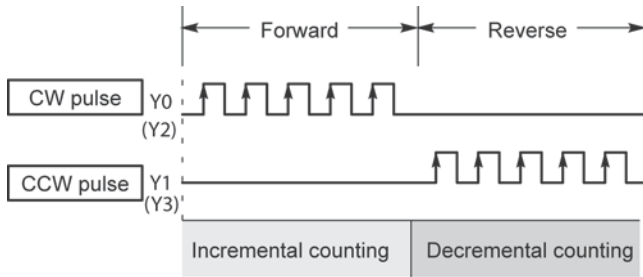 Forward Reverse
CW pulse Y0
(Y2)
CCW pulse Y1
(Y3)
Incremental counting Decremental counting